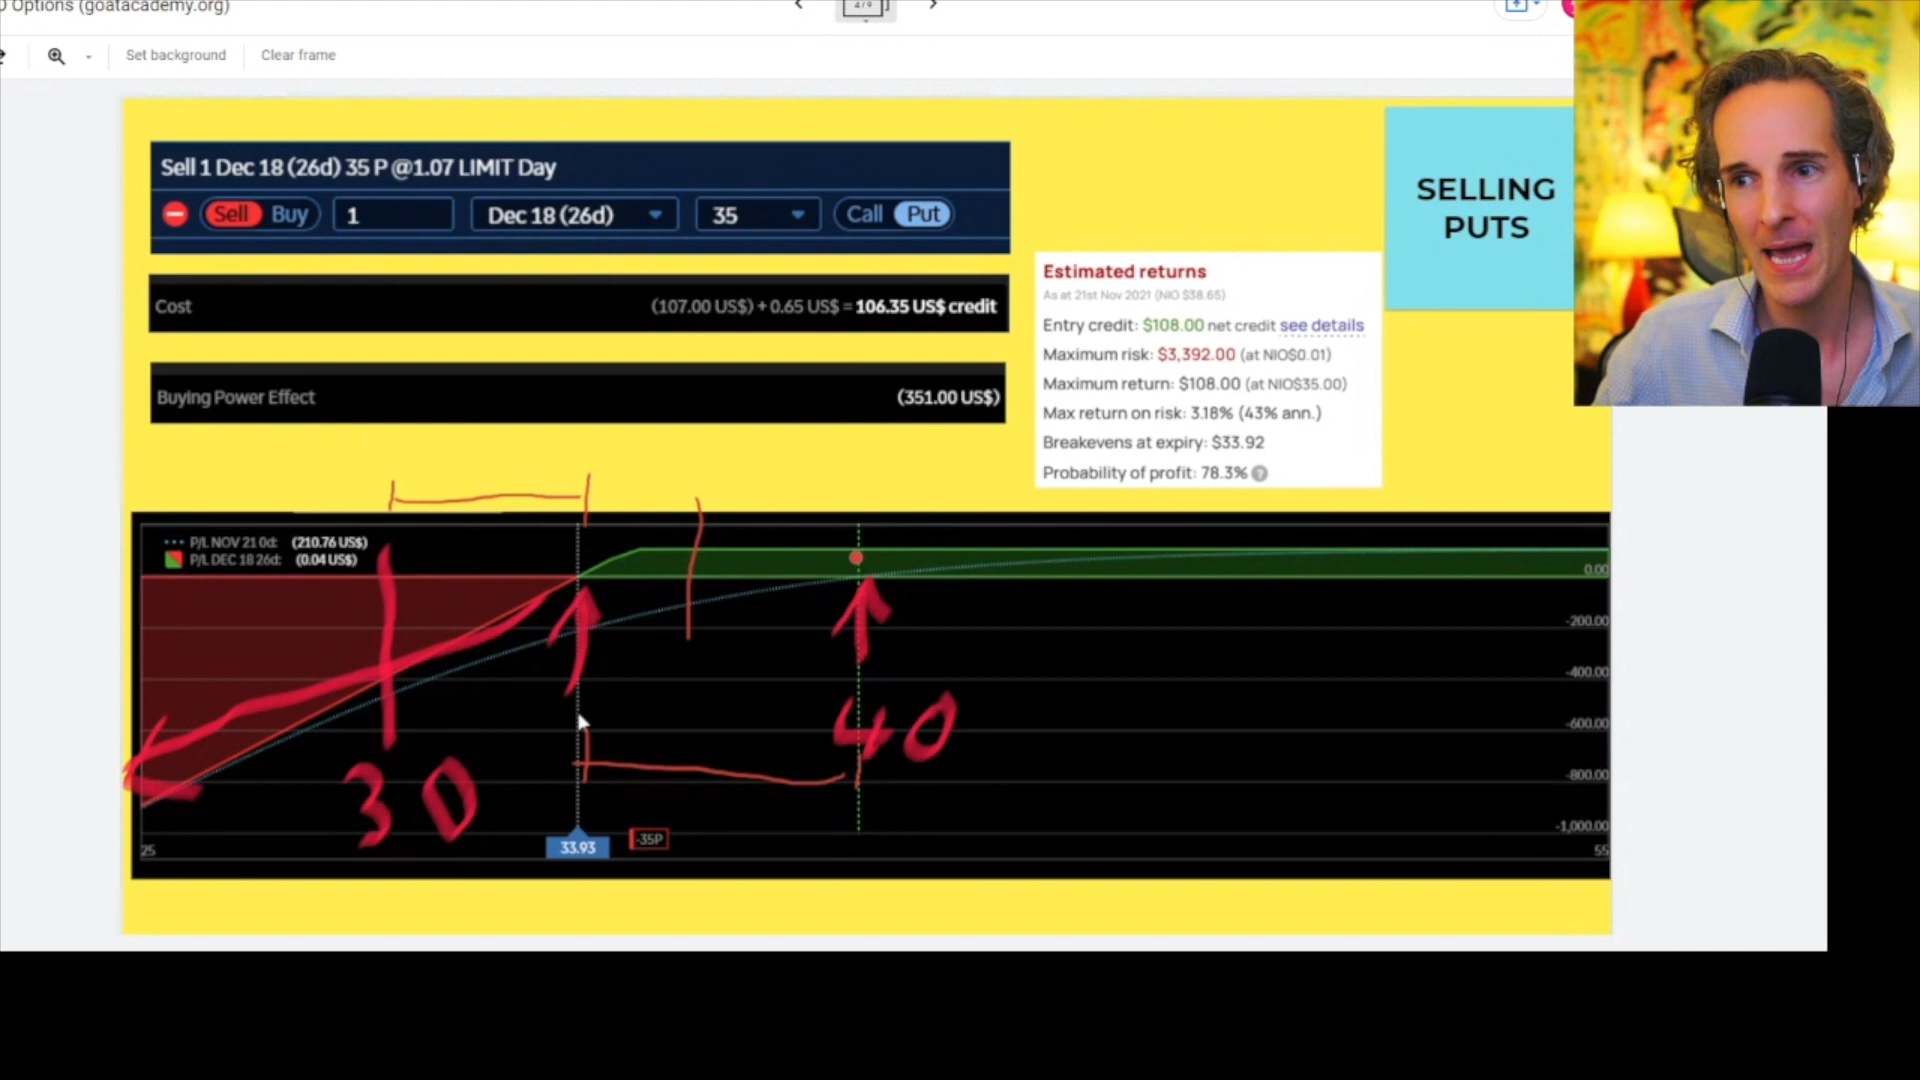 O Options (goatacademy.org)
4 / 9
Set background
Clear frame
Sell 1 Dec 18 (26d) 35 P @1.07 LIMIT Day
Sell Buy 1 Dec 18 (26d) 35 Call Put
Cost (107.00 US$) + 0.65 US$ = 106.35 US$ credit
Buying Power Effect (351.00 US$)
SELLING
PUTS
Estimated returns
As at 21st Nov 2021 (NIO $38.65)
Entry credit: $108.00 net credit see details
Maximum risk: $3,392.00 (at NIO$0.01)
Maximum return: $108.00 (at NIO$35.00)
Max return on risk: 3.18% (43% ann.)
Breakevens at expiry: $33.92
Probability of profit: 78.3% ?
P/L NOV 21 0d: (210.76 US$)
P/L DEC 18 26d: (0.04 US$)
0.00
-200.00
-400.00
-600.00
-800.00
-1,000.00
40
30
25
33.93
-35P
55